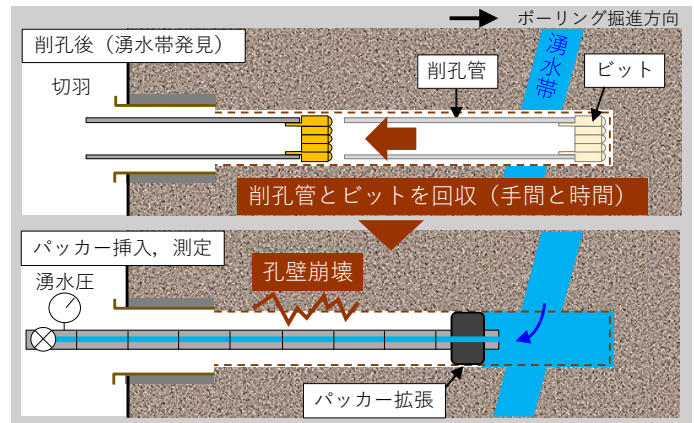 ボーリング掘進方向
削孔後（湧水帯発見）
湧水帯
切羽
削孔管
ビット
削孔管とビットを回収（手間と時間）
パッカー挿入，測定
湧水圧
孔壁崩壊
パッカー拡張